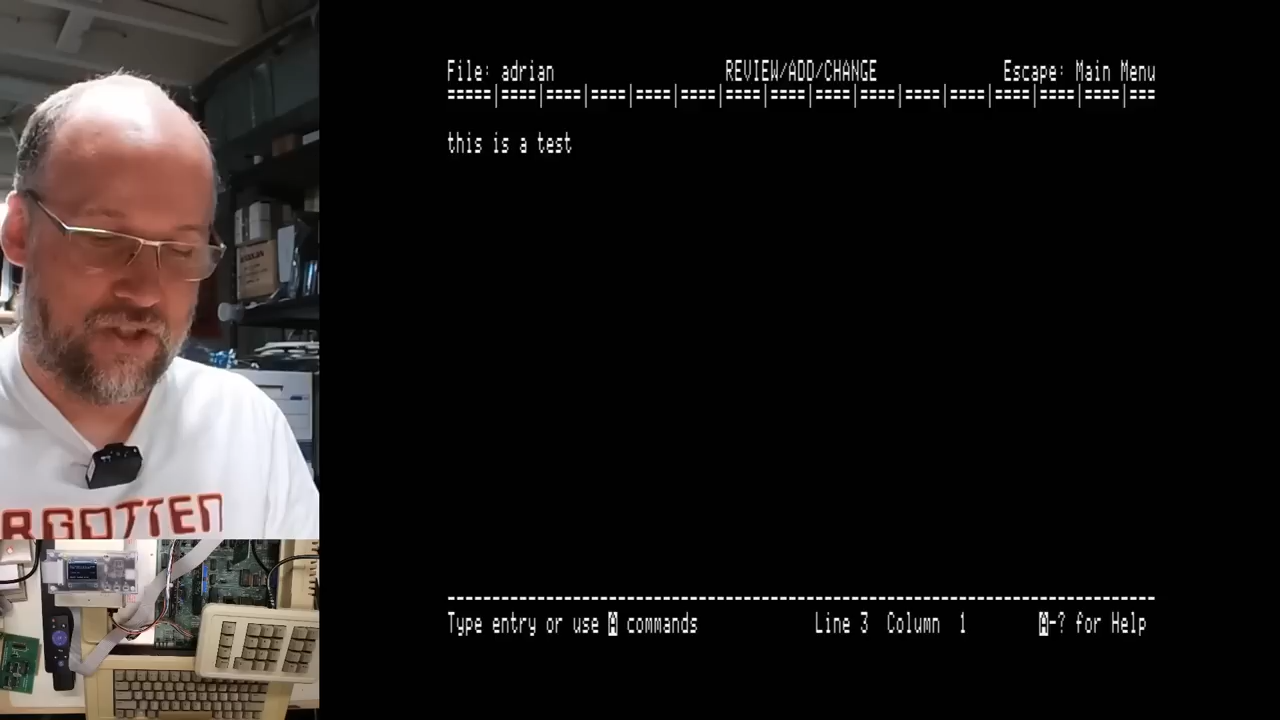 File: adrian REVIEW/ADD/CHANGE Escape: Main Menu
=====|====|====|====|====|====|====|====|====|====|====|====|====|====|====|===
this is a test
-------------------------------------------------------------------------------
Type entry or use A commands Line 3 Column 1 A-? for Help
RGOTTEN